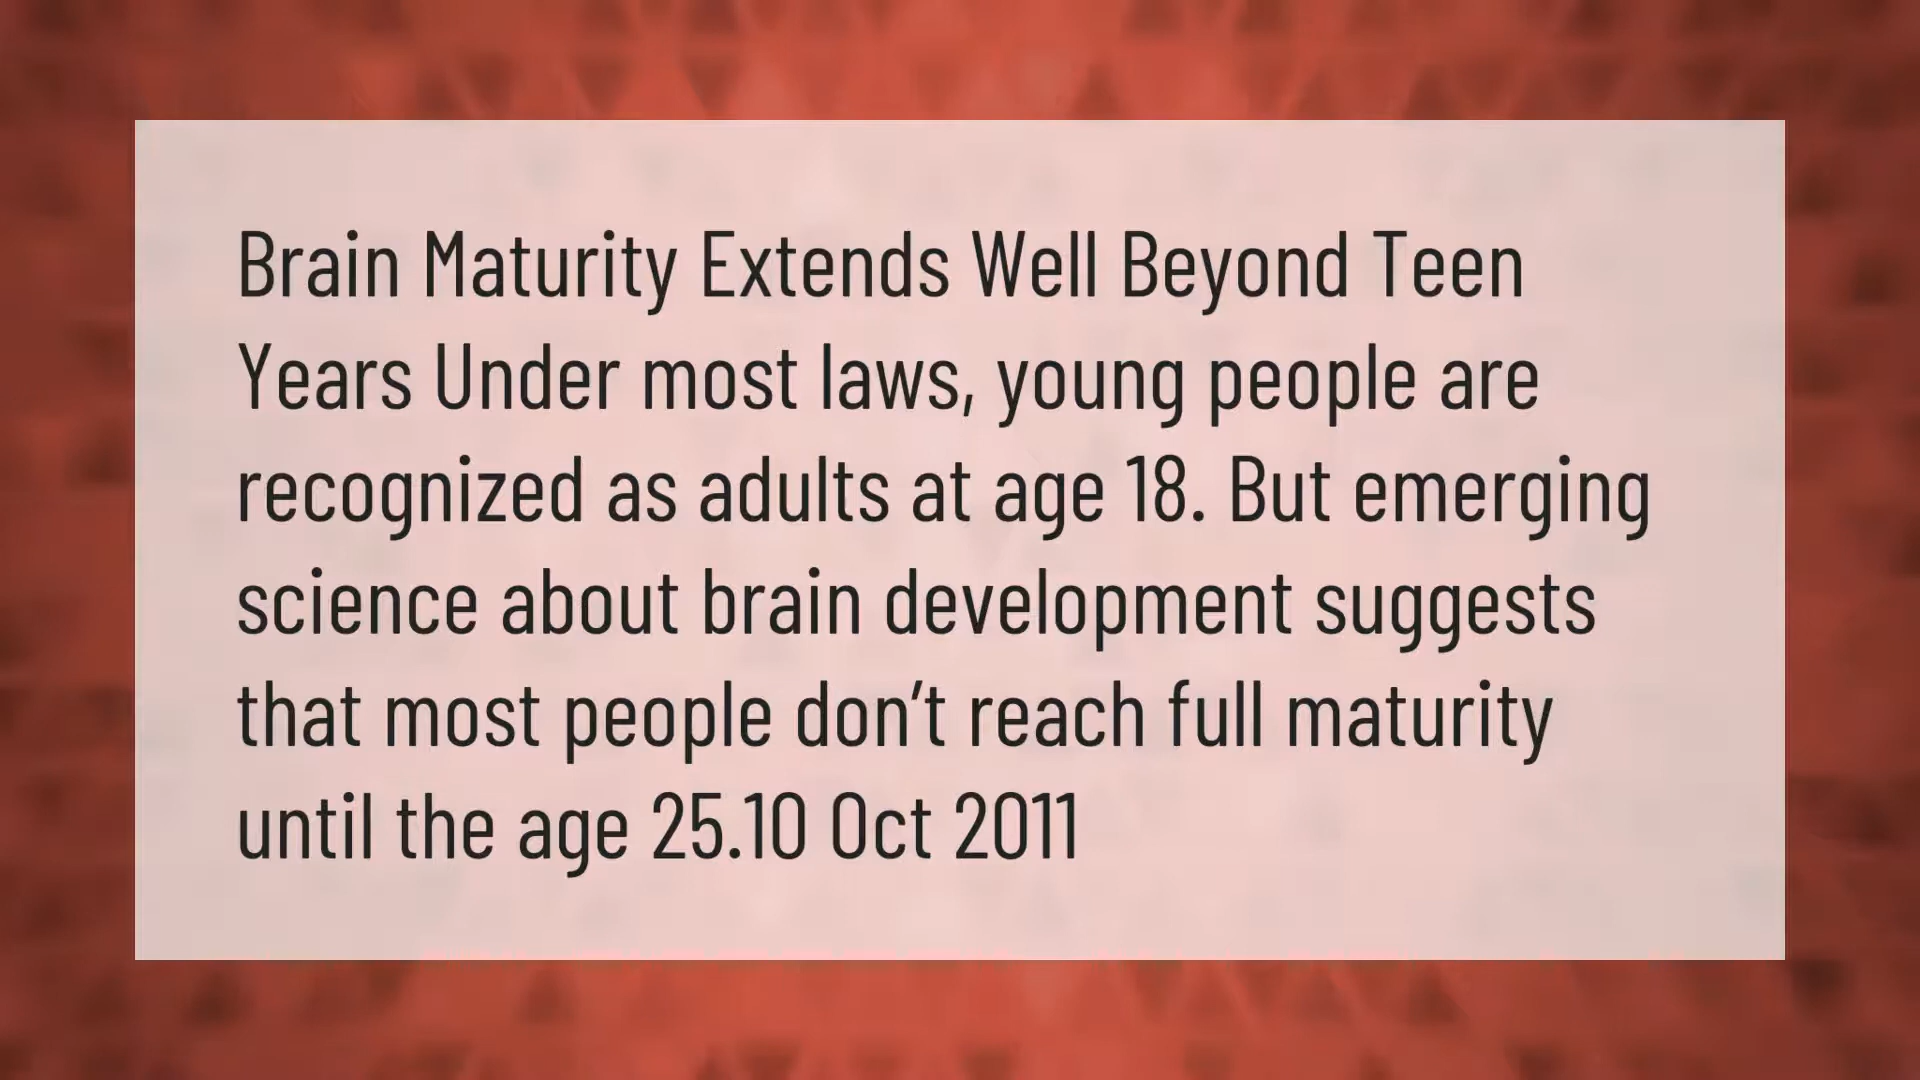 Brain Maturity Extends Well Beyond Teen
Years Under most laws, young people are
recognized as adults at age 18. But emerging
science about brain development suggests
that most people don’t reach full maturity
until the age 25.10 Oct 2011